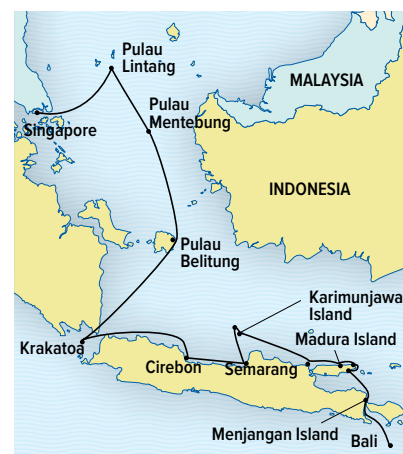 Pulau
Lintang
MALAYSIA
Pulau
Mentebung
Singapore
INDONESIA
Pulau
Belitung
Karimunjawa
Island
Madura Island
Krakatoa
Cirebon
Semarang
Menjangan Island
Bali